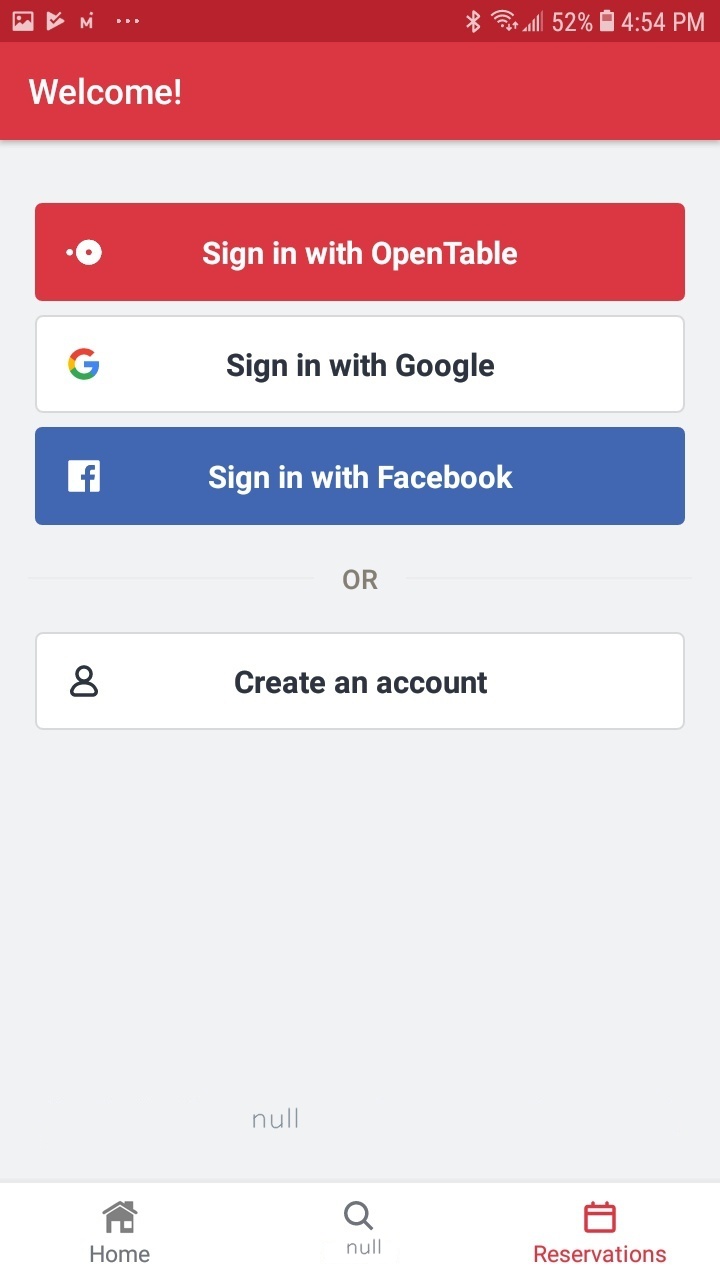 52% 4:54 PM
Welcome!
Sign in with OpenTable
Sign in with Google
Sign in with Facebook
OR
Create an account
null
Home
null
Reservations